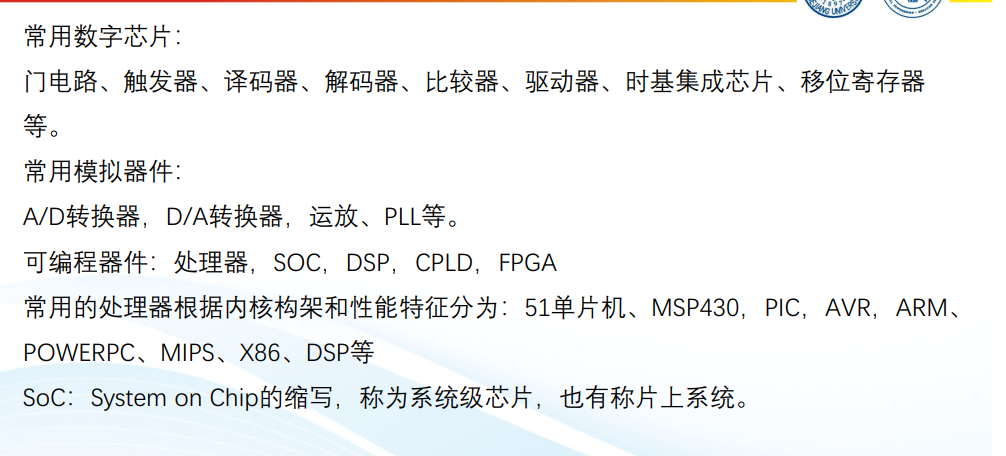 常用数字芯片：
门电路、触发器、译码器、解码器、比较器、驱动器、时基集成芯片、移位寄存器
等。
常用模拟器件：
A/D转换器，D/A转换器，运放、PLL等。
可编程器件：处理器，SOC，DSP，CPLD，FPGA
常用的处理器根据内核构架和性能特征分为：51单片机、MSP430，PIC，AVR，ARM、
POWERPC、MIPS、X86、DSP等
SoC：System on Chip的缩写，称为系统级芯片，也有称片上系统。